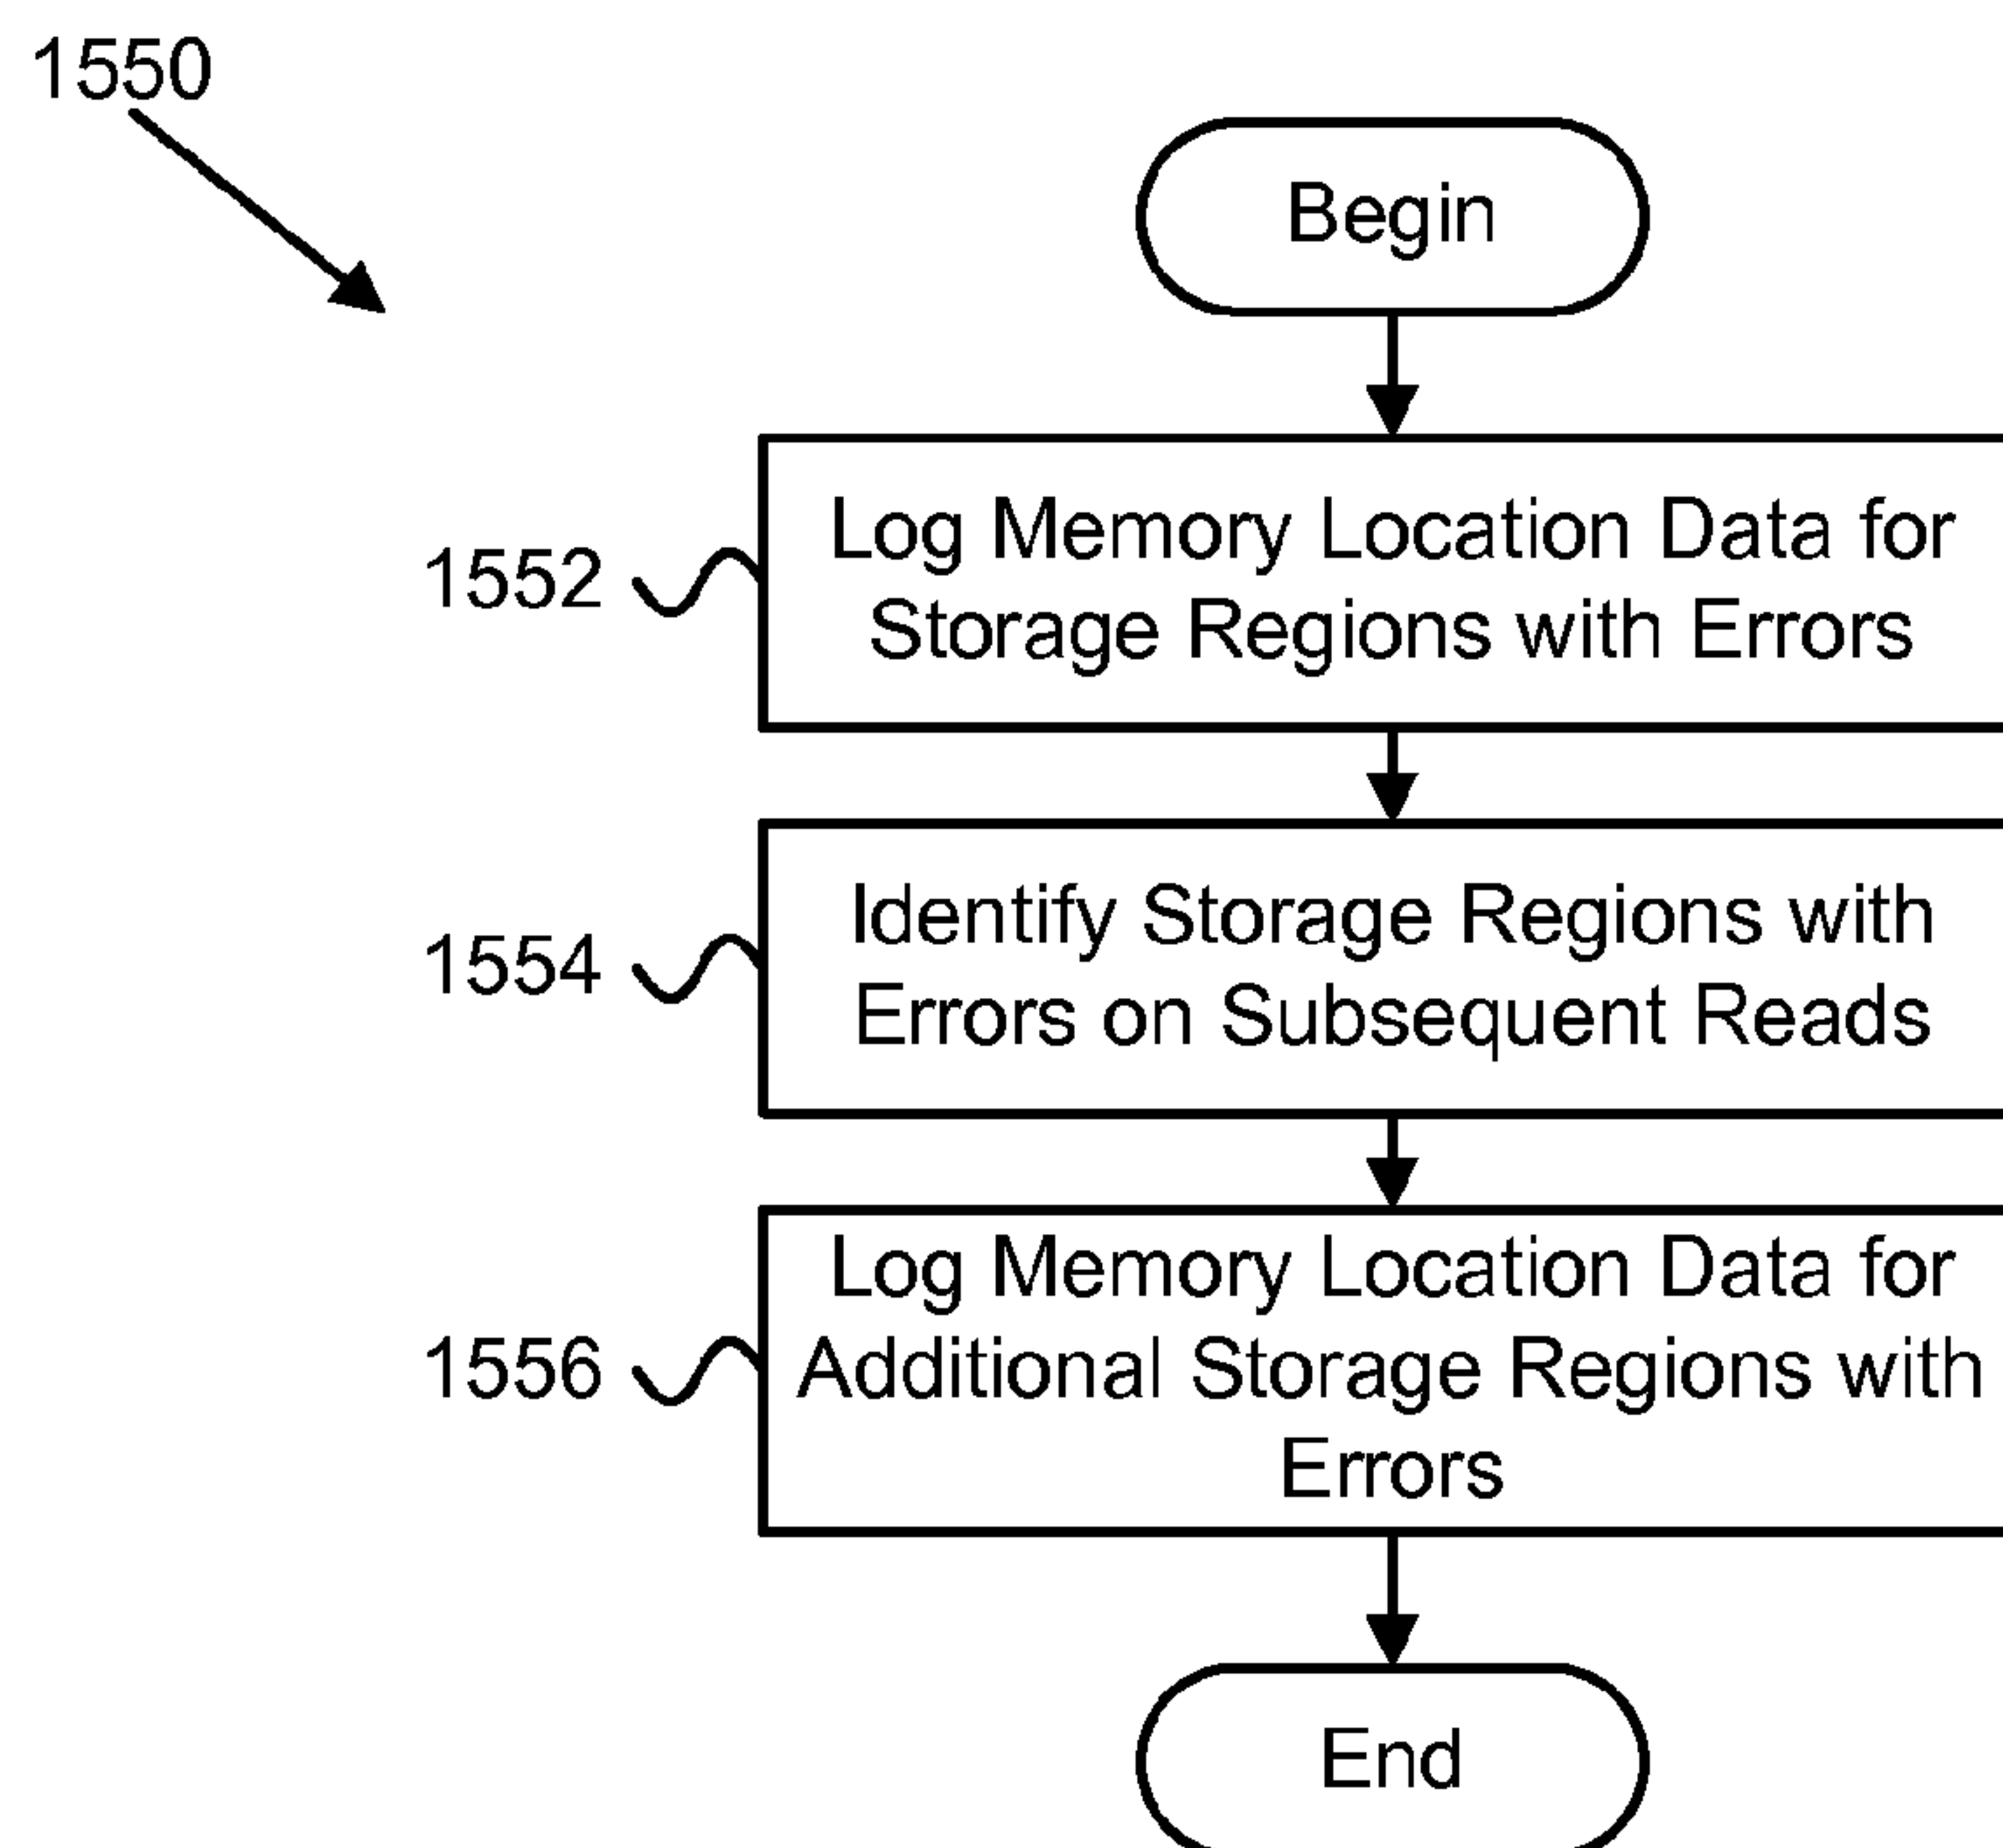 1550
Begin
1552
Log Memory Location Data for
Storage Regions with Errors
1554
Identify Storage Regions with
Errors on Subsequent Reads
1556
Log Memory Location Data for
Additional Storage Regions with
Errors
End